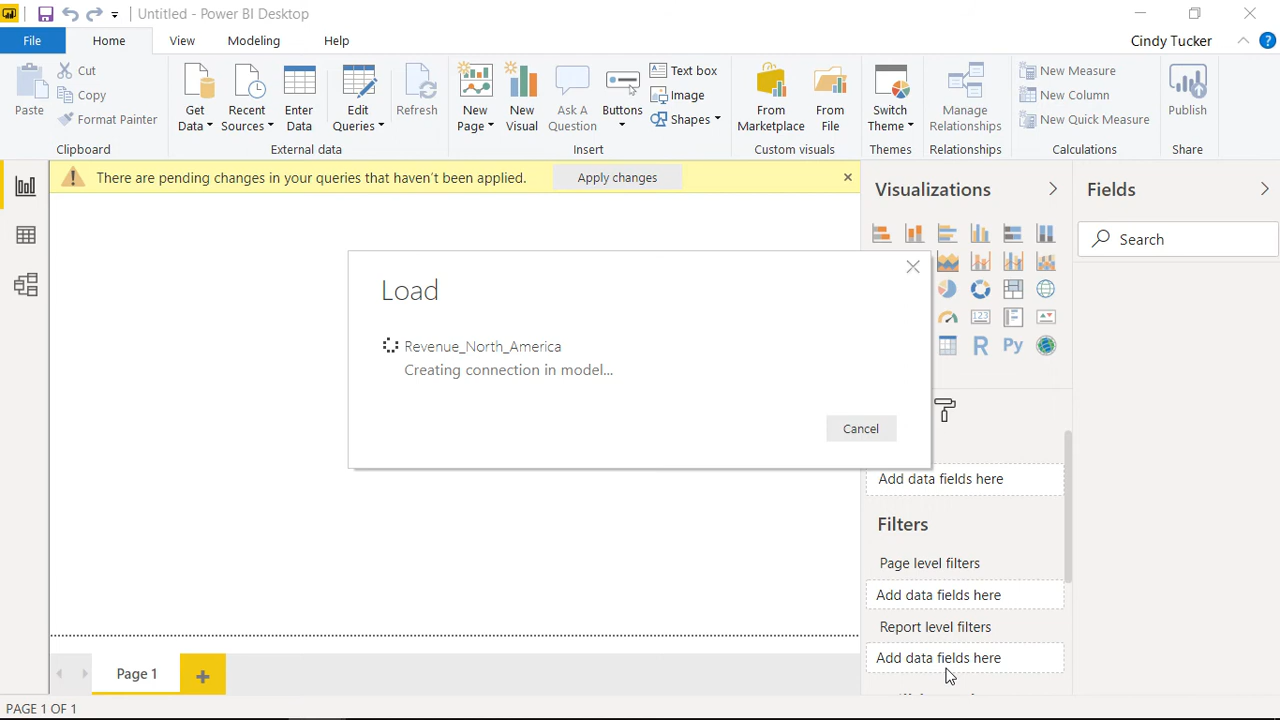 Untitled - Power BI Desktop
File
Home
View
Modeling
Help
Cindy Tucker
?
Paste
Cut
Copy
Format Painter
Get Data
Recent Sources
Enter Data
Edit Queries
Refresh
New Page
New Visual
Ask A Question
Buttons
Text box
Image
Shapes
From Marketplace
From File
Switch Theme
Manage Relationships
New Measure
New Column
New Quick Measure
Publish
Clipboard
External data
Insert
Custom visuals
Themes
Relationships
Calculations
Share
There are pending changes in your queries that haven't been applied.
Apply changes
Visualizations
Fields
Search
123
R
Py
Load
Revenue_North_America
Creating connection in model...
Cancel
Add data fields here
Filters
Page level filters
Add data fields here
Report level filters
Add data fields here
Page 1
PAGE 1 OF 1